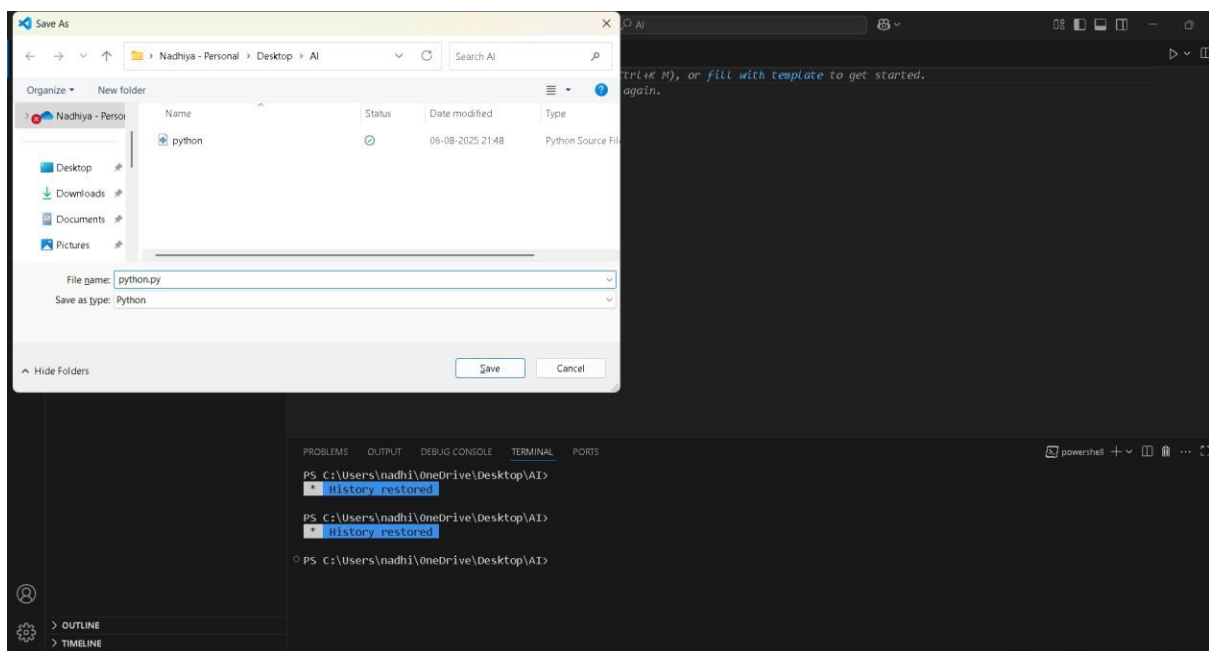 Save As
AI
Nadhiya - Personal > Desktop > AI
Search AI
(Ctrl+K M), or fill with template to get started.
again.
Organize
New folder
Nadhiya - Person
Name
Status
Date modified
Type
python
06-08-2025 21:48
Python Source Fil
Desktop
Downloads
Documents
Pictures
File name: python.py
Save as type: Python
Hide Folders
Save
Cancel
PROBLEMS OUTPUT DEBUG CONSOLE TERMINAL PORTS
powershell
PS C:\Users\nadhi\OneDrive\Desktop\AI>
* History restored
PS C:\Users\nadhi\OneDrive\Desktop\AI>
* History restored
PS C:\Users\nadhi\OneDrive\Desktop\AI>
> OUTLINE
> TIMELINE